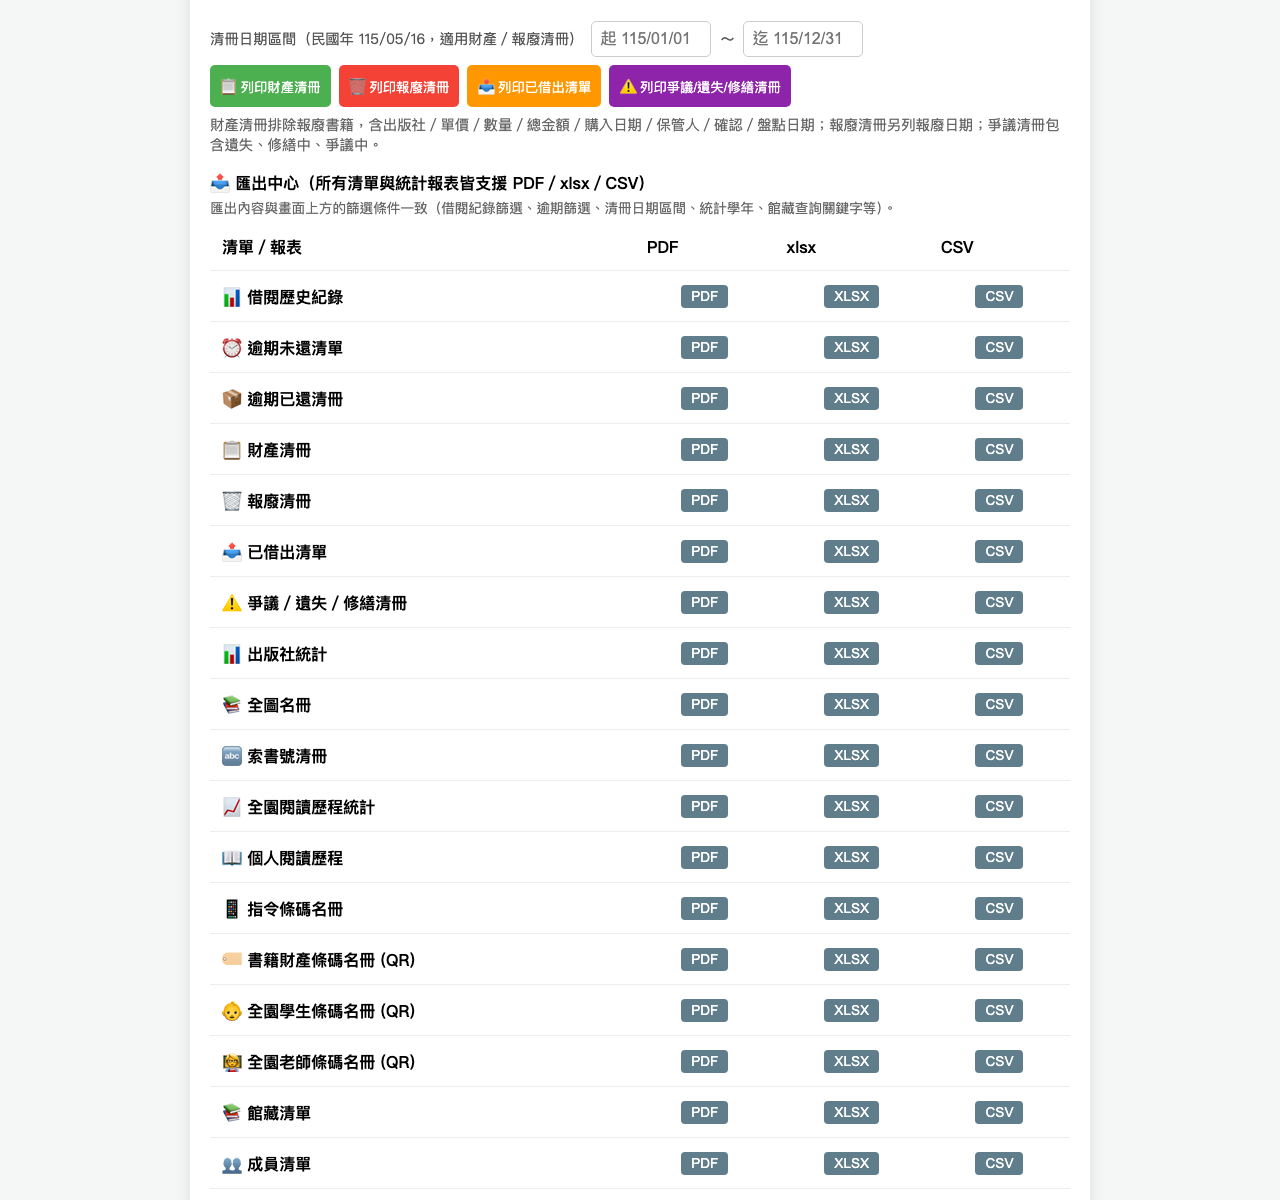 清冊日期區間（民國年 115/05/16，適用財產 / 報廢清冊） 起 115/01/01 ～ 迄 115/12/31
列印財產清冊 列印報廢清冊 列印已借出清單 列印爭議/遺失/修繕清冊
財產清冊排除報廢書籍，含出版社 / 單價 / 數量 / 總金額 / 購入日期 / 保管人 / 確認 / 盤點日期；報廢清冊另列報廢日期；爭議清冊包
含遺失、修繕中、爭議中。
匯出中心（所有清單與統計報表皆支援 PDF / xlsx / CSV）
匯出內容與畫面上方的篩選條件一致（借閱紀錄篩選、逾期篩選、清冊日期區間、統計學年、館藏查詢關鍵字等）。
清單 / 報表 PDF xlsx CSV
借閱歷史紀錄 PDF XLSX CSV
逾期未還清單 PDF XLSX CSV
逾期已還清冊 PDF XLSX CSV
財產清冊 PDF XLSX CSV
報廢清冊 PDF XLSX CSV
已借出清單 PDF XLSX CSV
爭議 / 遺失 / 修繕清冊 PDF XLSX CSV
出版社統計 PDF XLSX CSV
全圖名冊 PDF XLSX CSV
索書號清冊 PDF XLSX CSV
全園閱讀歷程統計 PDF XLSX CSV
個人閱讀歷程 PDF XLSX CSV
指令條碼名冊 PDF XLSX CSV
書籍財產條碼名冊 (QR) PDF XLSX CSV
全園學生條碼名冊 (QR) PDF XLSX CSV
全園老師條碼名冊 (QR) PDF XLSX CSV
館藏清單 PDF XLSX CSV
成員清單 PDF XLSX CSV